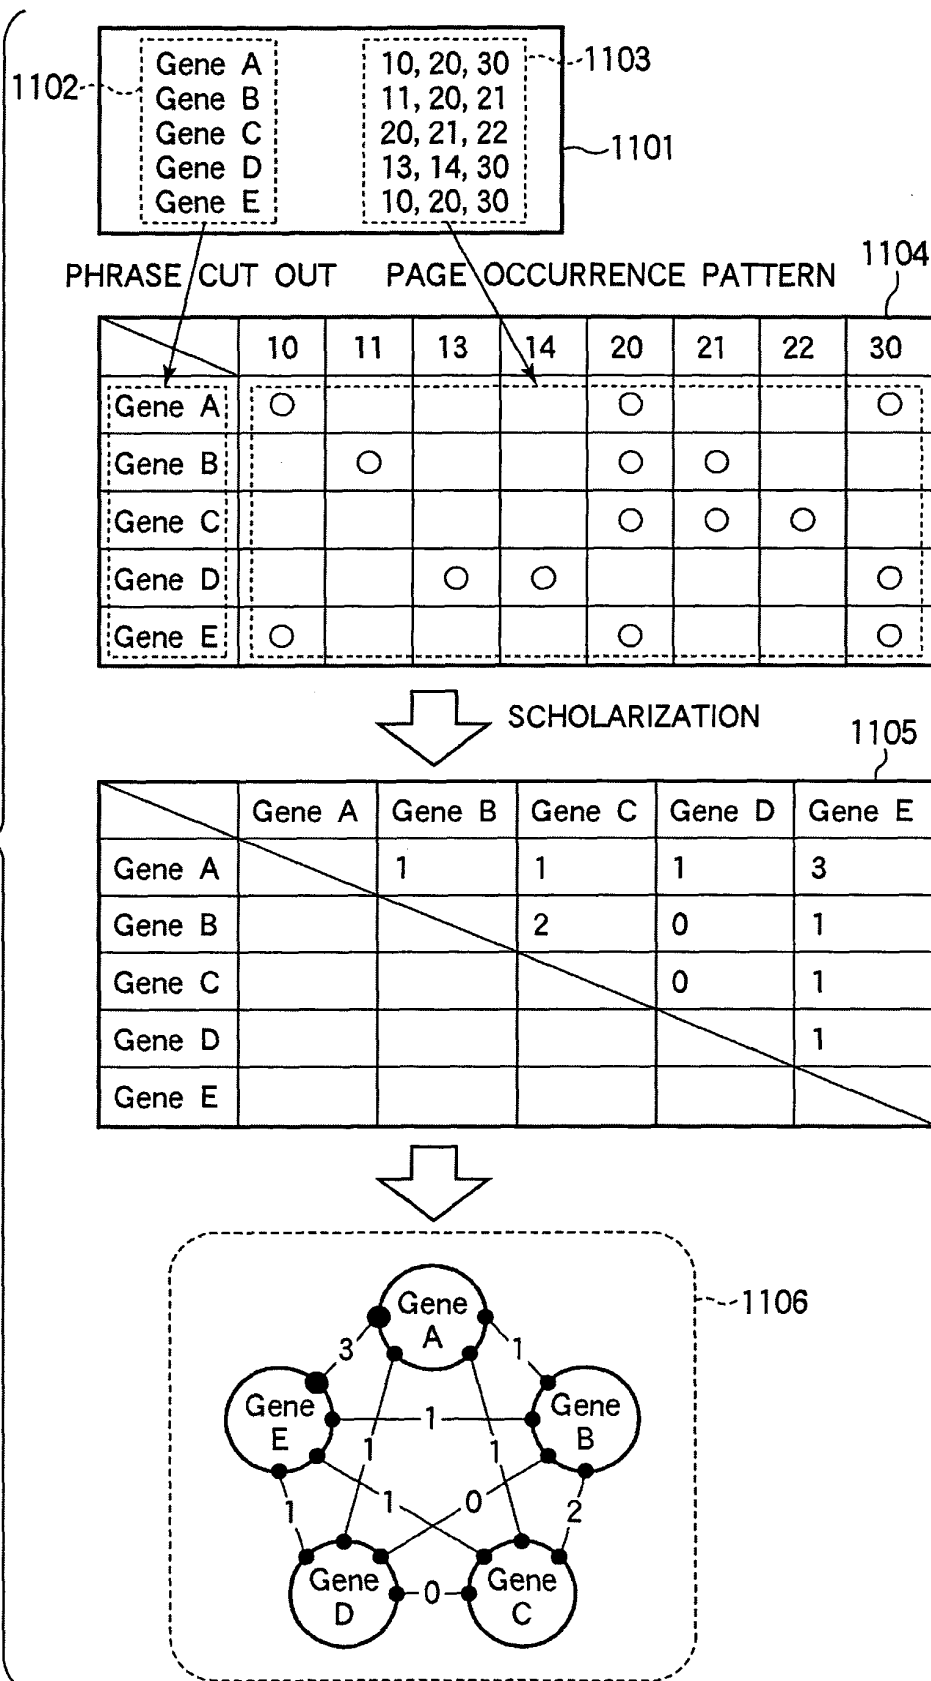 Gene A 10, 20, 30
1102 1103
Gene B 11, 20, 21
Gene C 20, 21, 22
1101
Gene D 13, 14, 30
Gene E 10, 20, 30
PHRASE CUT OUT PAGE OCCURRENCE PATTERN
1104
10 11 13 14 20 21 22 30
Gene A ○ ○ ○
Gene B ○ ○ ○
Gene C ○ ○ ○
Gene D ○ ○ ○
Gene E ○ ○ ○
SCHOLARIZATION
1105
Gene A Gene B Gene C Gene D Gene E
Gene A 1 1 1 3
Gene B 2 0 1
Gene C 0 1
Gene D 1
Gene E
1106
Gene
A
3 1
Gene
E
1
Gene
B
1 1
1 0
1 2
Gene
D
0
Gene
C